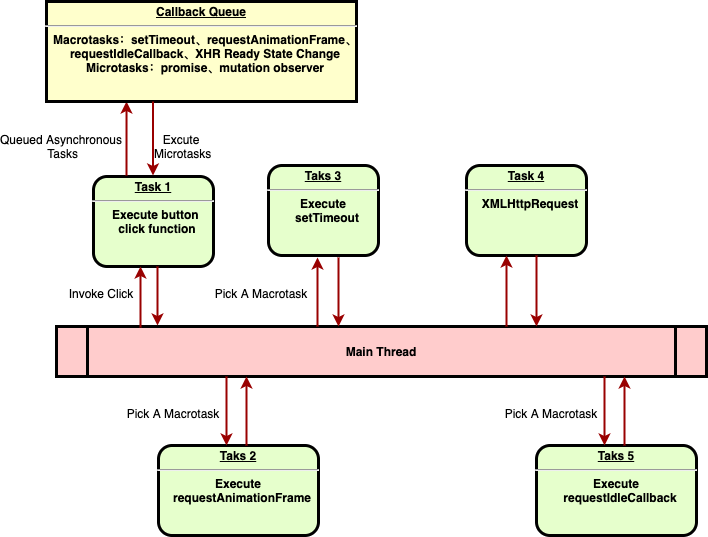 Callback Queue
Macrotasks：setTimeout、requestAnimationFrame、
requestIdleCallback、XHR Ready State Change
Microtasks：promise、mutation observer
Queued Asynchronous
Tasks
Excute
Microtasks
Task 1
Execute button
click function
Taks 3
Execute
setTimeout
Task 4
XMLHttpRequest
Invoke Click
Pick A Macrotask
Main Thread
Pick A Macrotask
Pick A Macrotask
Taks 2
Execute
requestAnimationFrame
Taks 5
Execute
requestIdleCallback